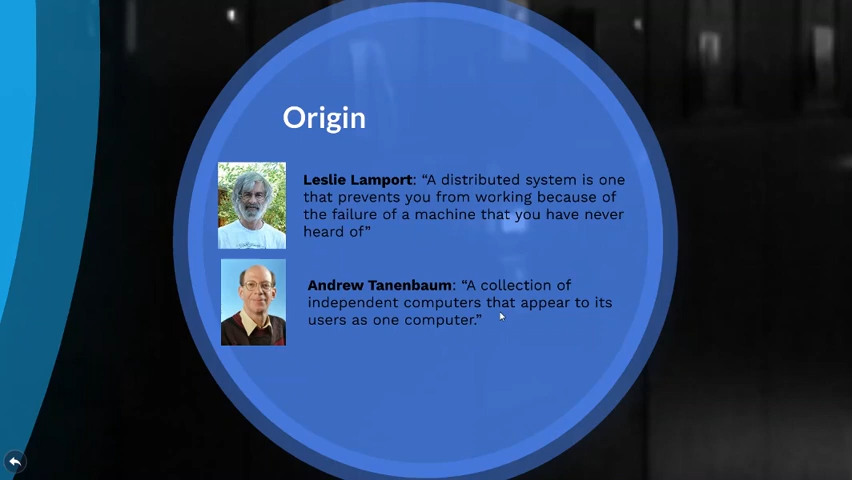 Origin
Leslie Lamport: “A distributed system is one
that prevents you from working because of
the failure of a machine that you have never
heard of”
Andrew Tanenbaum: “A collection of
independent computers that appear to its
users as one computer.”